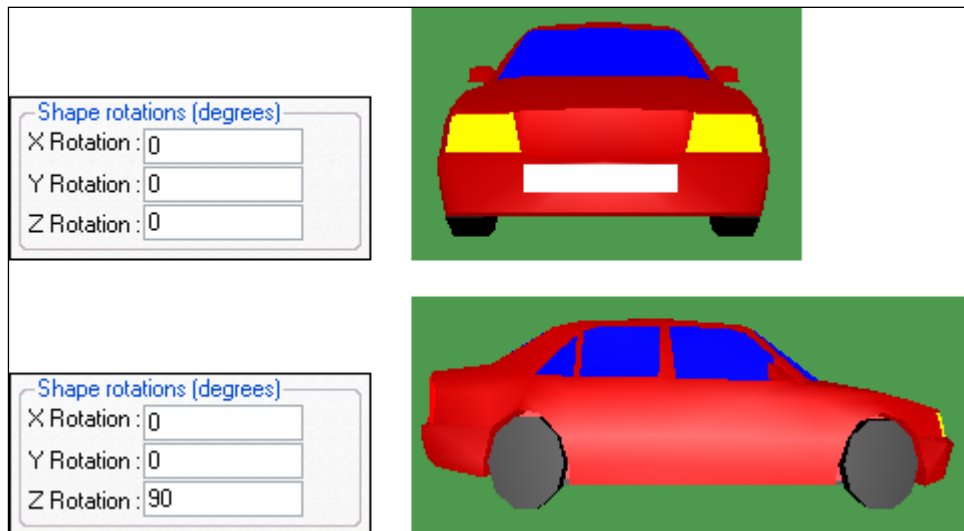 Shape rotations (degrees)
X Rotation : 0
Y Rotation : 0
Z Rotation : 0
Shape rotations (degrees)
X Rotation : 0
Y Rotation : 0
Z Rotation : 90